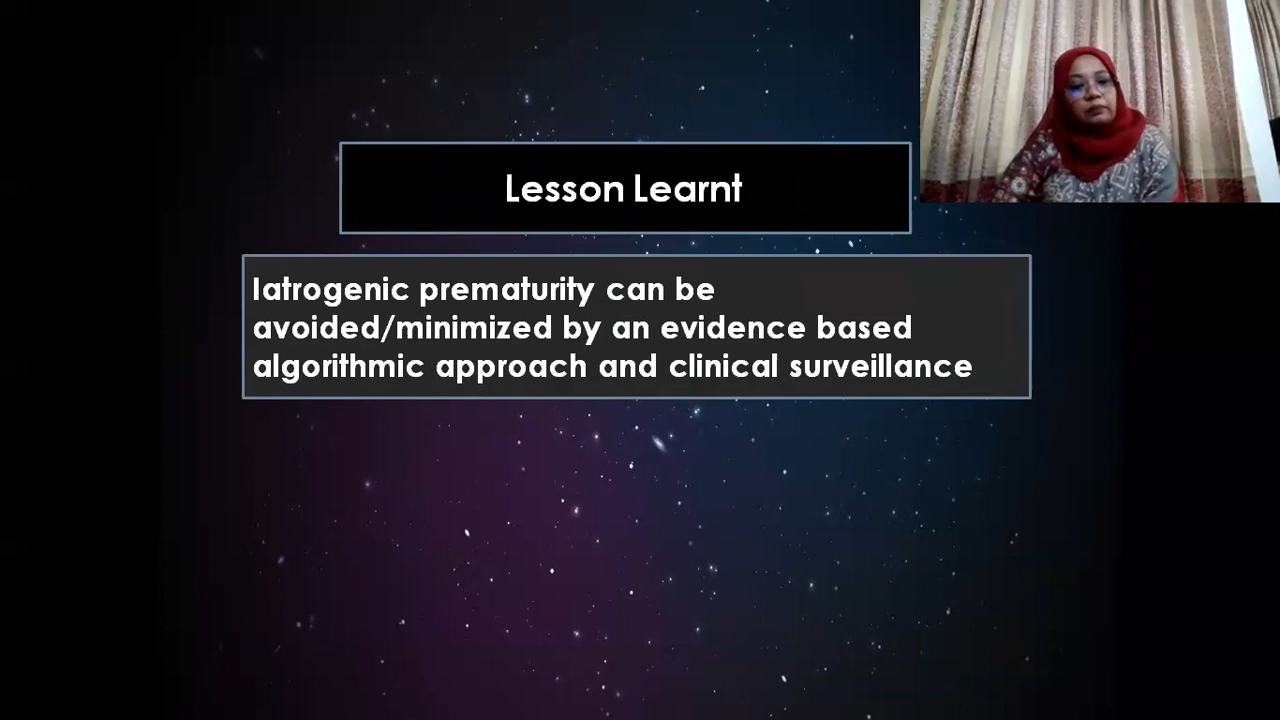 Lesson Learnt
Iatrogenic prematurity can be
avoided/minimized by an evidence based
algorithmic approach and clinical surveillance